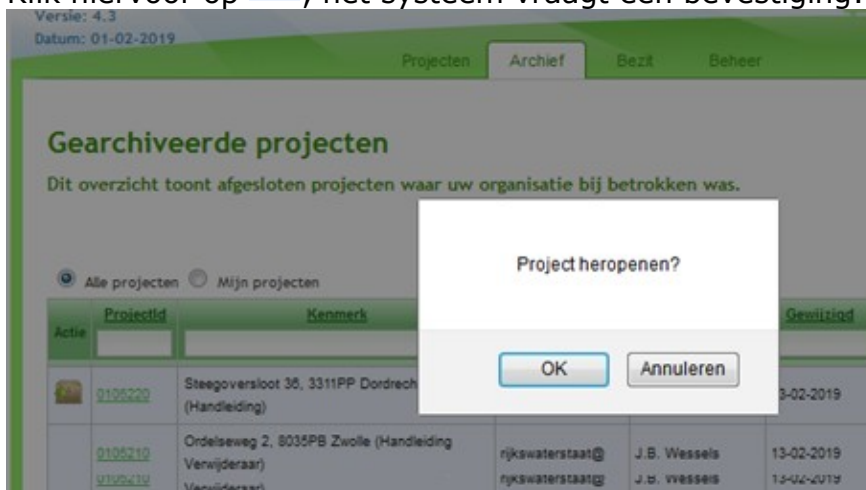 Versie: 4.3
Datum: 01-02-2019
Projecten Archief Bezit Beheer
Gearchiveerde projecten
Dit overzicht toont afgesloten projecten waar uw organisatie bij betrokken was.
Project heropenen?
Alle projecten Mijn projecten
Actie ProjectId Kenmerk Gewijzigd
OK Annuleren
0105220 Steegoversloot 36, 3311PP Dordrech 3-02-2019
(Handleiding)
0105210 Ordelseweg 2, 8035PB Zwolle (Handleiding rijkswaterstaat@ J.B. Wessels 13-02-2019
Verwijderaar)